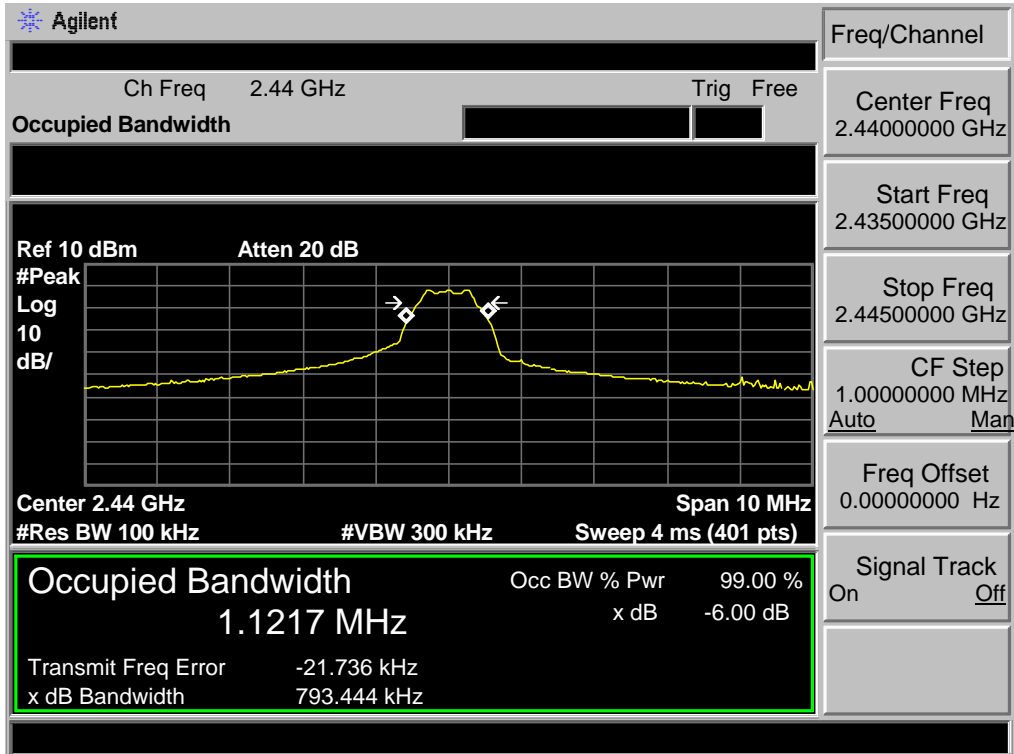 Agilent
Freq/Channel
Ch Freq 2.44 GHz Trig Free
Occupied Bandwidth
Center Freq
2.44000000 GHz
Start Freq
2.43500000 GHz
Stop Freq
2.44500000 GHz
CF Step
1.00000000 MHz
Auto Man
Freq Offset
0.00000000 Hz
Signal Track
On Off
Ref 10 dBm Atten 20 dB
#Peak
Log
10
dB/
Center 2.44 GHz Span 10 MHz
#Res BW 100 kHz #VBW 300 kHz Sweep 4 ms (401 pts)
Occupied Bandwidth Occ BW % Pwr 99.00 %
1.1217 MHz x dB -6.00 dB
Transmit Freq Error -21.736 kHz
x dB Bandwidth 793.444 kHz